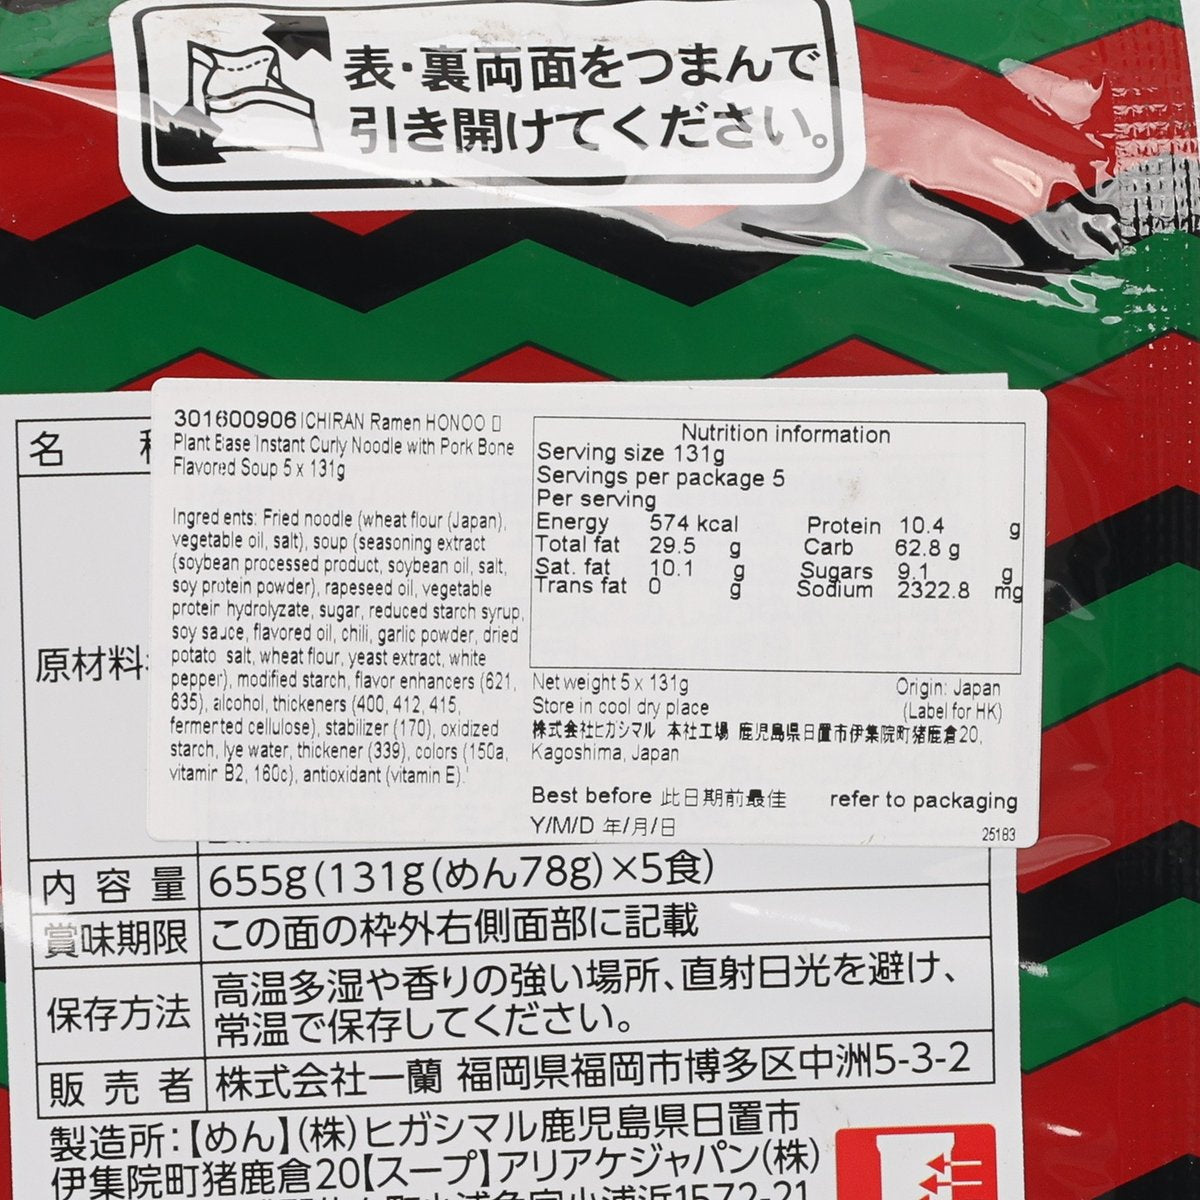 表・裏両面をつまんで
引き開けてください。
名
301600906 ICHIRAN Ramen HONOO
Plant Base Instant Curly Noodle with Pork Bone
Flavored Soup 5 x 131g
Ingredients: Fried noodle (wheat flour (Japan),
vegetable oil, salt), soup (seasoning extract
(soybean processed product, soybean oil, salt,
soy protein powder), rapeseed oil, vegetable
protein hydrolyzate, sugar, reduced starch syrup,
soy sauce, flavored oil, chili, garlic powder, dried
potato salt, wheat flour, yeast extract, white
pepper), modified starch, flavor enhancers (621,
635), alcohol, thickeners (400, 412, 415,
fermented cellulose), stabilizer (170), oxidized
starch, lye water, thickener (339), colors (150a,
vitamin B2, 160c), antioxidant (vitamin E).
Nutrition information
Serving size 131g
Servings per package 5
Per serving
Energy 574 kcal Protein 10.4 g
Total fat 29.5 g Carb 62.8 g
Sat. fat 10.1 g Sugars 9.1 g
Trans fat 0 g Sodium 2322.8 mg
Net weight 5 x 131g Origin: Japan
Store in cool dry place (Label for HK)
株式会社ヒガシマル 本社工場 鹿児島県日置市伊集院町猪鹿倉20,
Kagoshima, Japan
Best before 此日期前最佳 refer to packaging
Y/M/D 年/月/日 25183
原材料
内容量 655g(131g(めん78g)×5食)
賞味期限 この面の枠外右側面部に記載
保存方法 高温多湿や香りの強い場所、直射日光を避け、
常温で保存してください。
販売者 株式会社一蘭 福岡県福岡市博多区中洲5-3-2
製造所:【めん】(株)ヒガシマル鹿児島県日置市
伊集院町猪鹿倉20【スープ】アリアケジャパン(株)